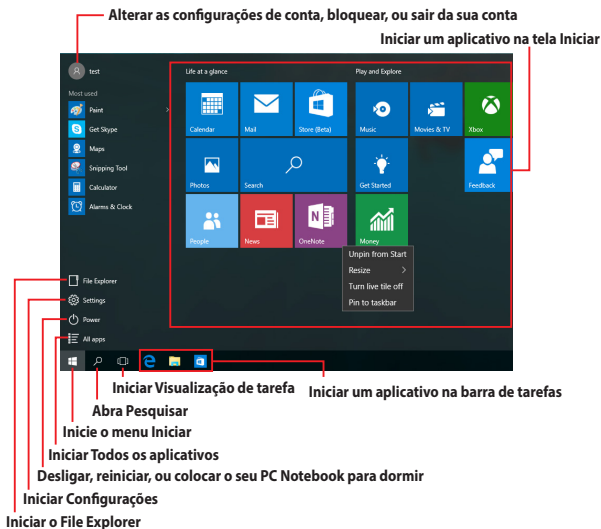 Alterar as configurações de conta, bloquear, ou sair da sua conta
Iniciar um aplicativo na tela Iniciar
test
Most used
Paint
Get Skype
Maps
Snipping Tool
Calculator
Alarms & Clock
File Explorer
Settings
Power
All apps
Life at a glance
Play and Explore
Calendar
Mail
Store (Beta)
Music
Movies & TV
Xbox
Photos
Search
Get Started
Feedback
People
News
OneNote
Money
Unpin from Start
Resize
Turn live tile off
Pin to taskbar
Iniciar Visualização de tarefa
Iniciar um aplicativo na barra de tarefas
Abra Pesquisar
Inicie o menu Iniciar
Iniciar Todos os aplicativos
Desligar, reiniciar, ou colocar o seu PC Notebook para dormir
Iniciar Configurações
Iniciar o File Explorer